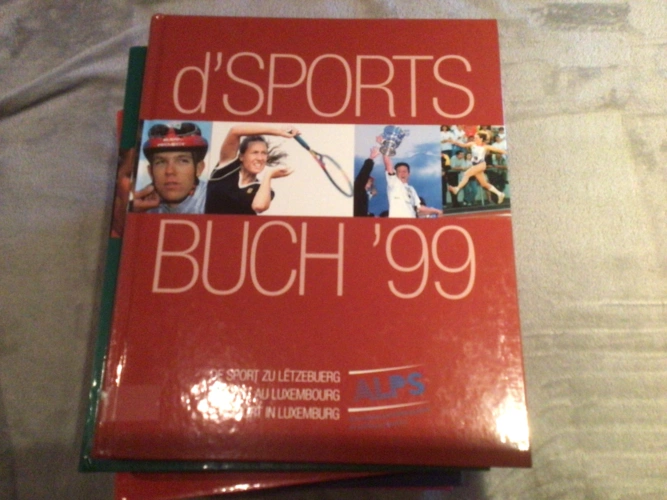 d'SPORTS
BUCH '99
DE SPORT ZU LËTZEBUERG
AU LUXEMBOURG
IN LUXEMBURG
ALPS